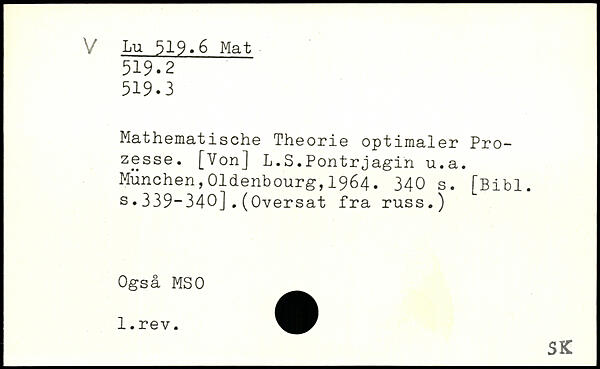 V Lu 519.6 Mat
519.2
519.3
Mathematische Theorie optimaler Pro-
zesse. [Von] L.S.Pontrjagin u.a.
München,Oldenbourg,1964. 340 s. [Bibl.
s.339-340].(Oversat fra russ.)
Også MSO
1.rev.
SK